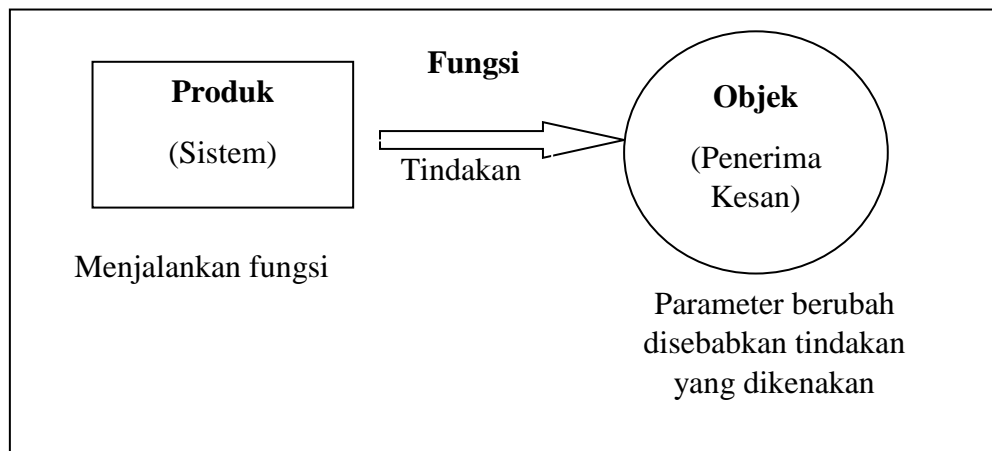 Produk
(Sistem)
Menjalankan fungsi
Fungsi
Tindakan
Objek
(Penerima
Kesan)
Parameter berubah
disebabkan tindakan
yang dikenakan